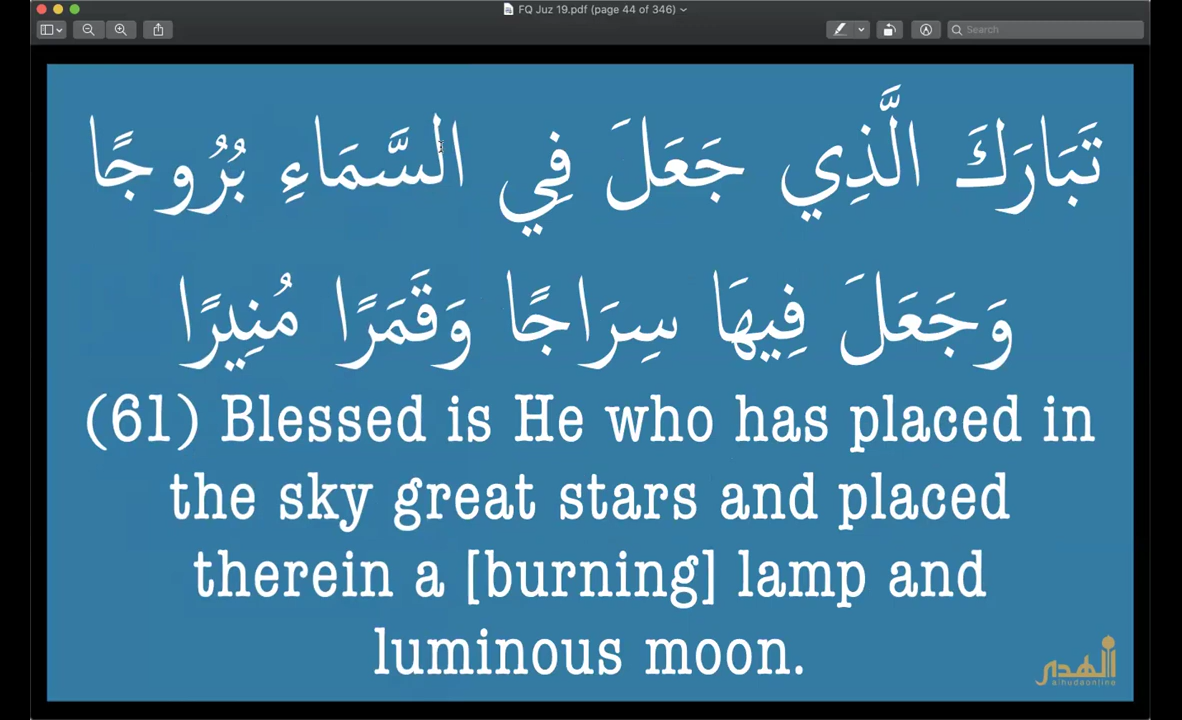 FQ Juz 19.pdf (page 44 of 346)
Search
تَبَارَكَ الَّذِي جَعَلَ فِي السَّمَاءِ بُرُوجًا
وَجَعَلَ فِيهَا سِرَاجًا وَقَمَرًا مُنِيرًا
(61) Blessed is He who has placed in
the sky great stars and placed
therein a [burning] lamp and
luminous moon.
الهدى
alhudaonline